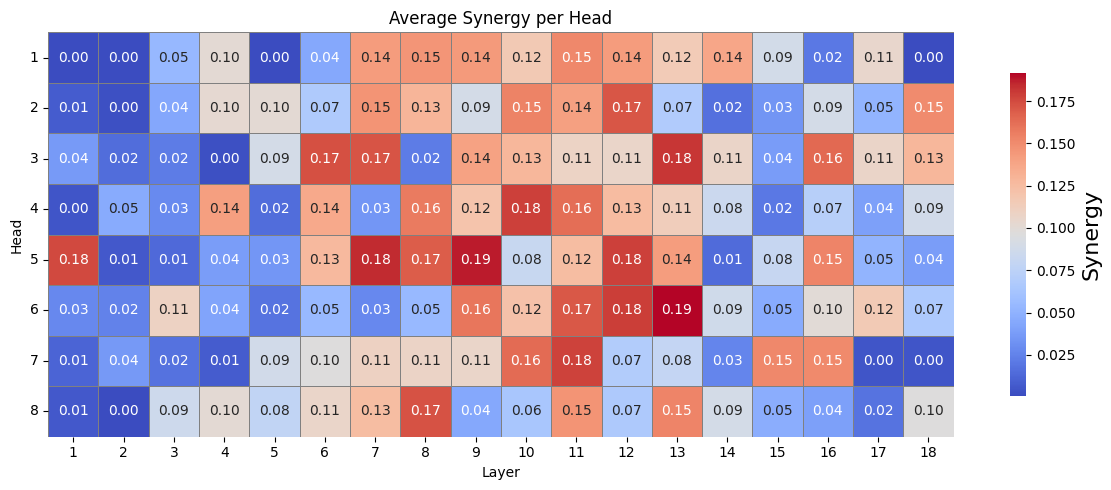 Average Synergy per Head
1 0.00 0.00 0.05 0.10 0.00 0.04 0.14 0.15 0.14 0.12 0.15 0.14 0.12 0.14 0.09 0.02 0.11 0.00
2 0.01 0.00 0.04 0.10 0.10 0.07 0.15 0.13 0.09 0.15 0.14 0.17 0.07 0.02 0.03 0.09 0.05 0.15
3 0.04 0.02 0.02 0.00 0.09 0.17 0.17 0.02 0.14 0.13 0.11 0.11 0.18 0.11 0.04 0.16 0.11 0.13
4 0.00 0.05 0.03 0.14 0.02 0.14 0.03 0.16 0.12 0.18 0.16 0.13 0.11 0.08 0.02 0.07 0.04 0.09
5 0.18 0.01 0.01 0.04 0.03 0.13 0.18 0.17 0.19 0.08 0.12 0.18 0.14 0.01 0.08 0.15 0.05 0.04
6 0.03 0.02 0.11 0.04 0.02 0.05 0.03 0.05 0.16 0.12 0.17 0.18 0.19 0.09 0.05 0.10 0.12 0.07
7 0.01 0.04 0.02 0.01 0.09 0.10 0.11 0.11 0.11 0.16 0.18 0.07 0.08 0.03 0.15 0.15 0.00 0.00
8 0.01 0.00 0.09 0.10 0.08 0.11 0.13 0.17 0.04 0.06 0.15 0.07 0.15 0.09 0.05 0.04 0.02 0.10
Head
1 2 3 4 5 6 7 8 9 10 11 12 13 14 15 16 17 18
Layer
0.175
0.150
0.125
0.100
0.075
0.050
0.025
Synergy